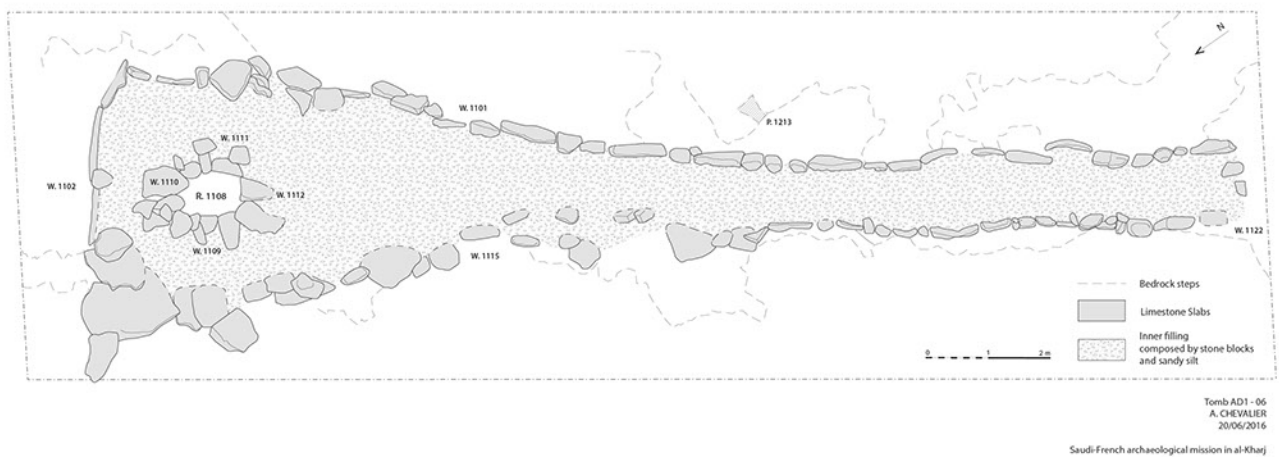 N
W. 1101
P. 1213
W. 1111
W. 1102
W. 1110
R. 1108
W. 1112
W. 1109
W. 1115
W. 1122
Bedrock steps
Limestone Slabs
Inner filling
composed by stone blocks
and sandy silt
0 1 2 m
Tomb AD1 - 06
A. CHEVALIER
20/06/2016
Saudi-French archaeological mission in al-Kharj